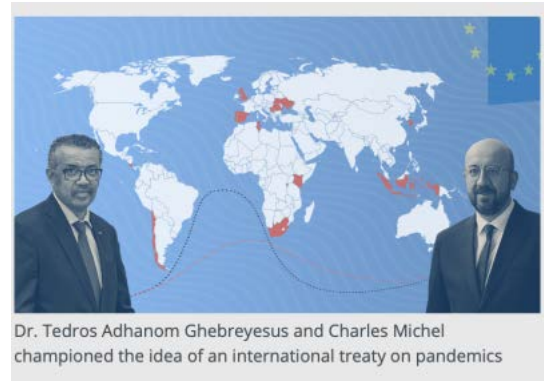 Dr. Tedros Adhanom Ghebreyesus and Charles Michel
championed the idea of an international treaty on pandemics